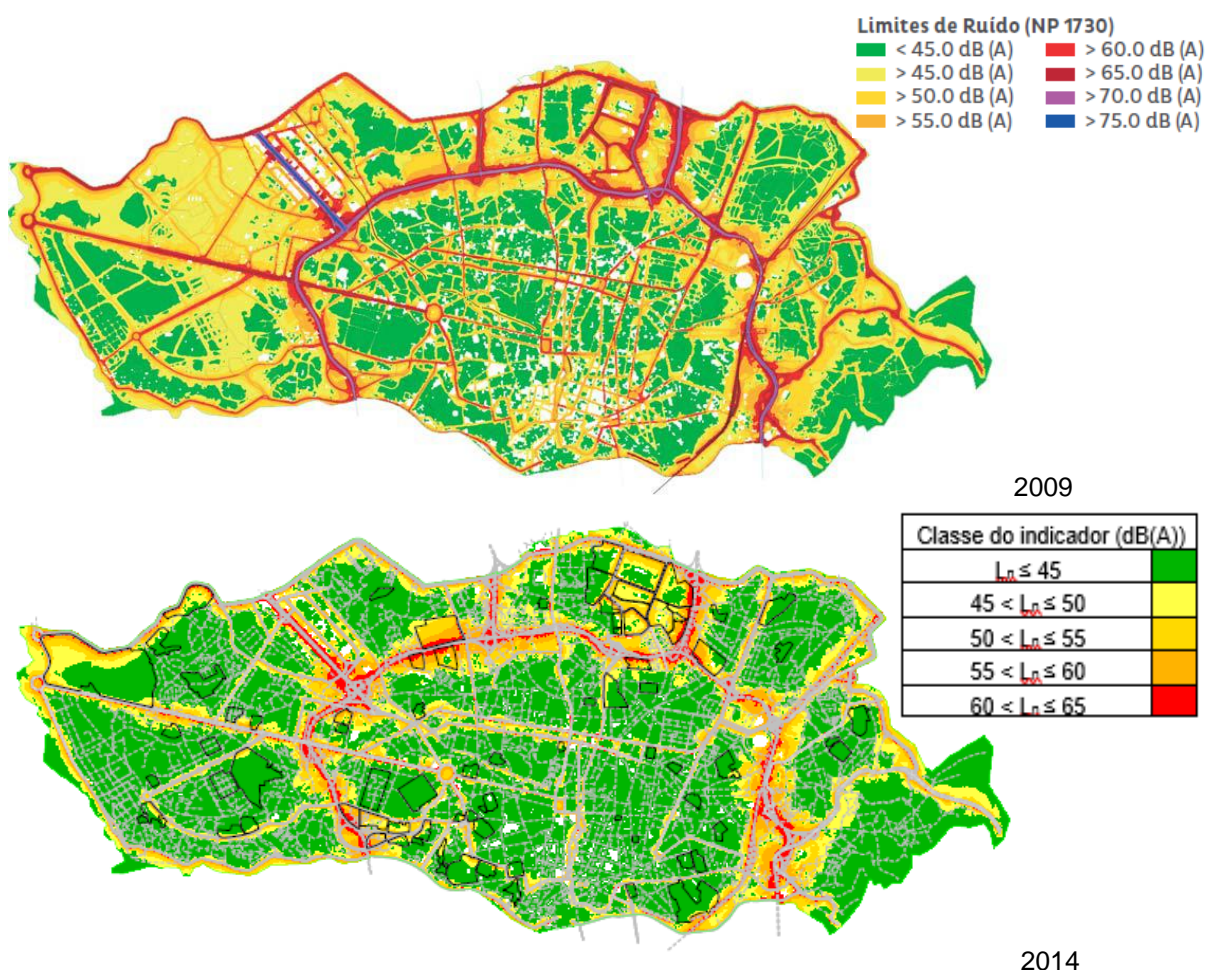 Limites de Ruído (NP 1730)
< 45.0 dB (A) > 60.0 dB (A)
> 45.0 dB (A) > 65.0 dB (A)
> 50.0 dB (A) > 70.0 dB (A)
> 55.0 dB (A) > 75.0 dB (A)
2009
Classe do indicador (dB(A))
Ln ≤ 45
45 < Ln ≤ 50
50 < Ln ≤ 55
55 < Ln ≤ 60
60 < Ln ≤ 65
2014